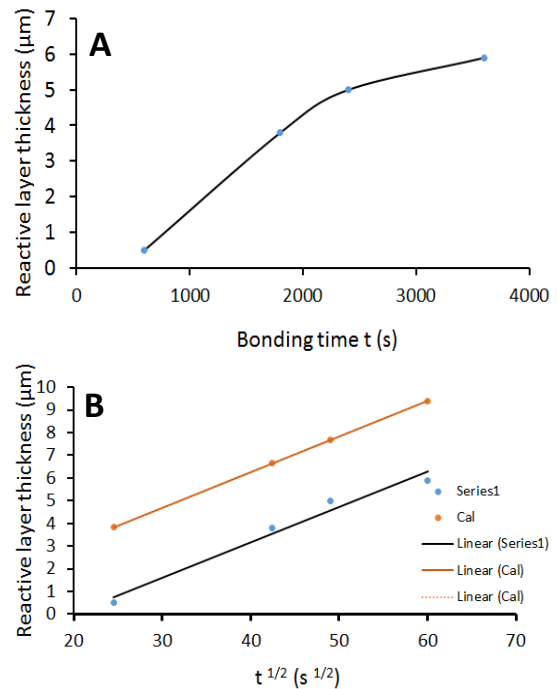 A
Reactive layer thickness (µm)
7
6
5
4
3
2
1
0
0 1000 2000 3000 4000
Bonding time t (s)
B
Reactive layer thickness (µm)
10
9
8
7
6
5
4
3
2
1
0
20 30 40 50 60 70
t 1/2 (s 1/2)
Series1
Cal
Linear (Series1)
Linear (Cal)
Linear (Cal)